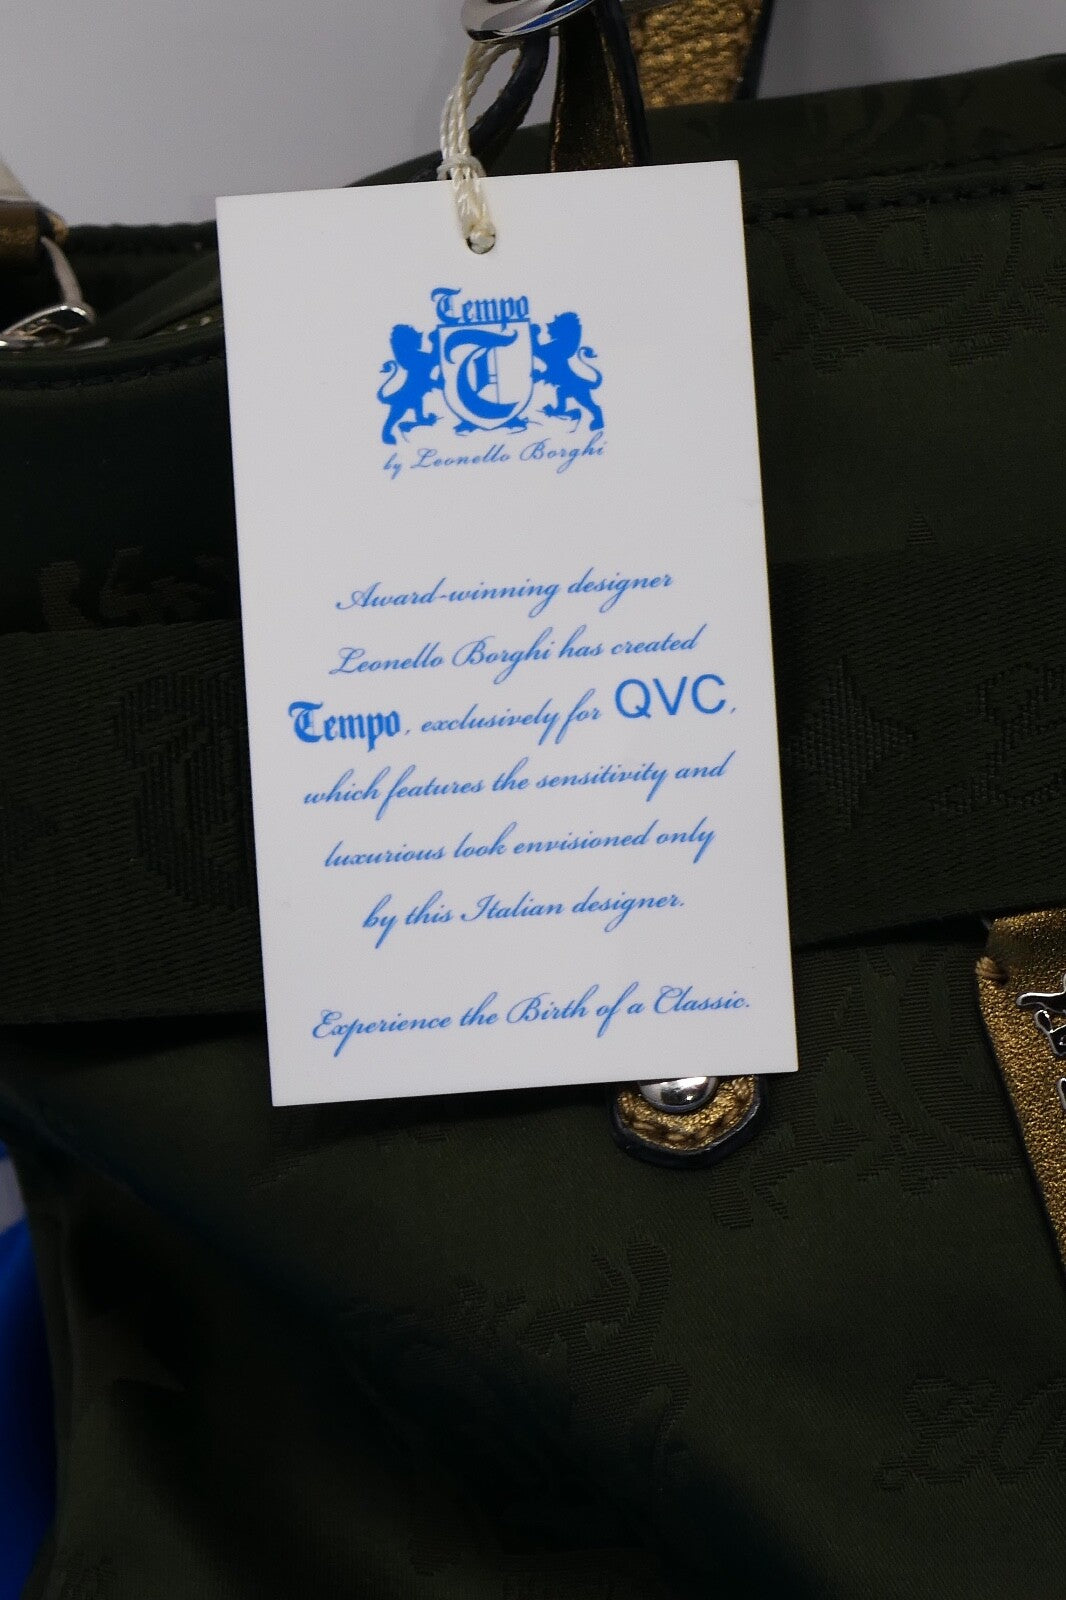 Tempo
T
by Leonello Borghi
Award-winning designer
Leonello Borghi has created
Tempo, exclusively for QVC,
which features the sensitivity and
luxurious look envisioned only
by this Italian designer.
Experience the Birth of a Classic.